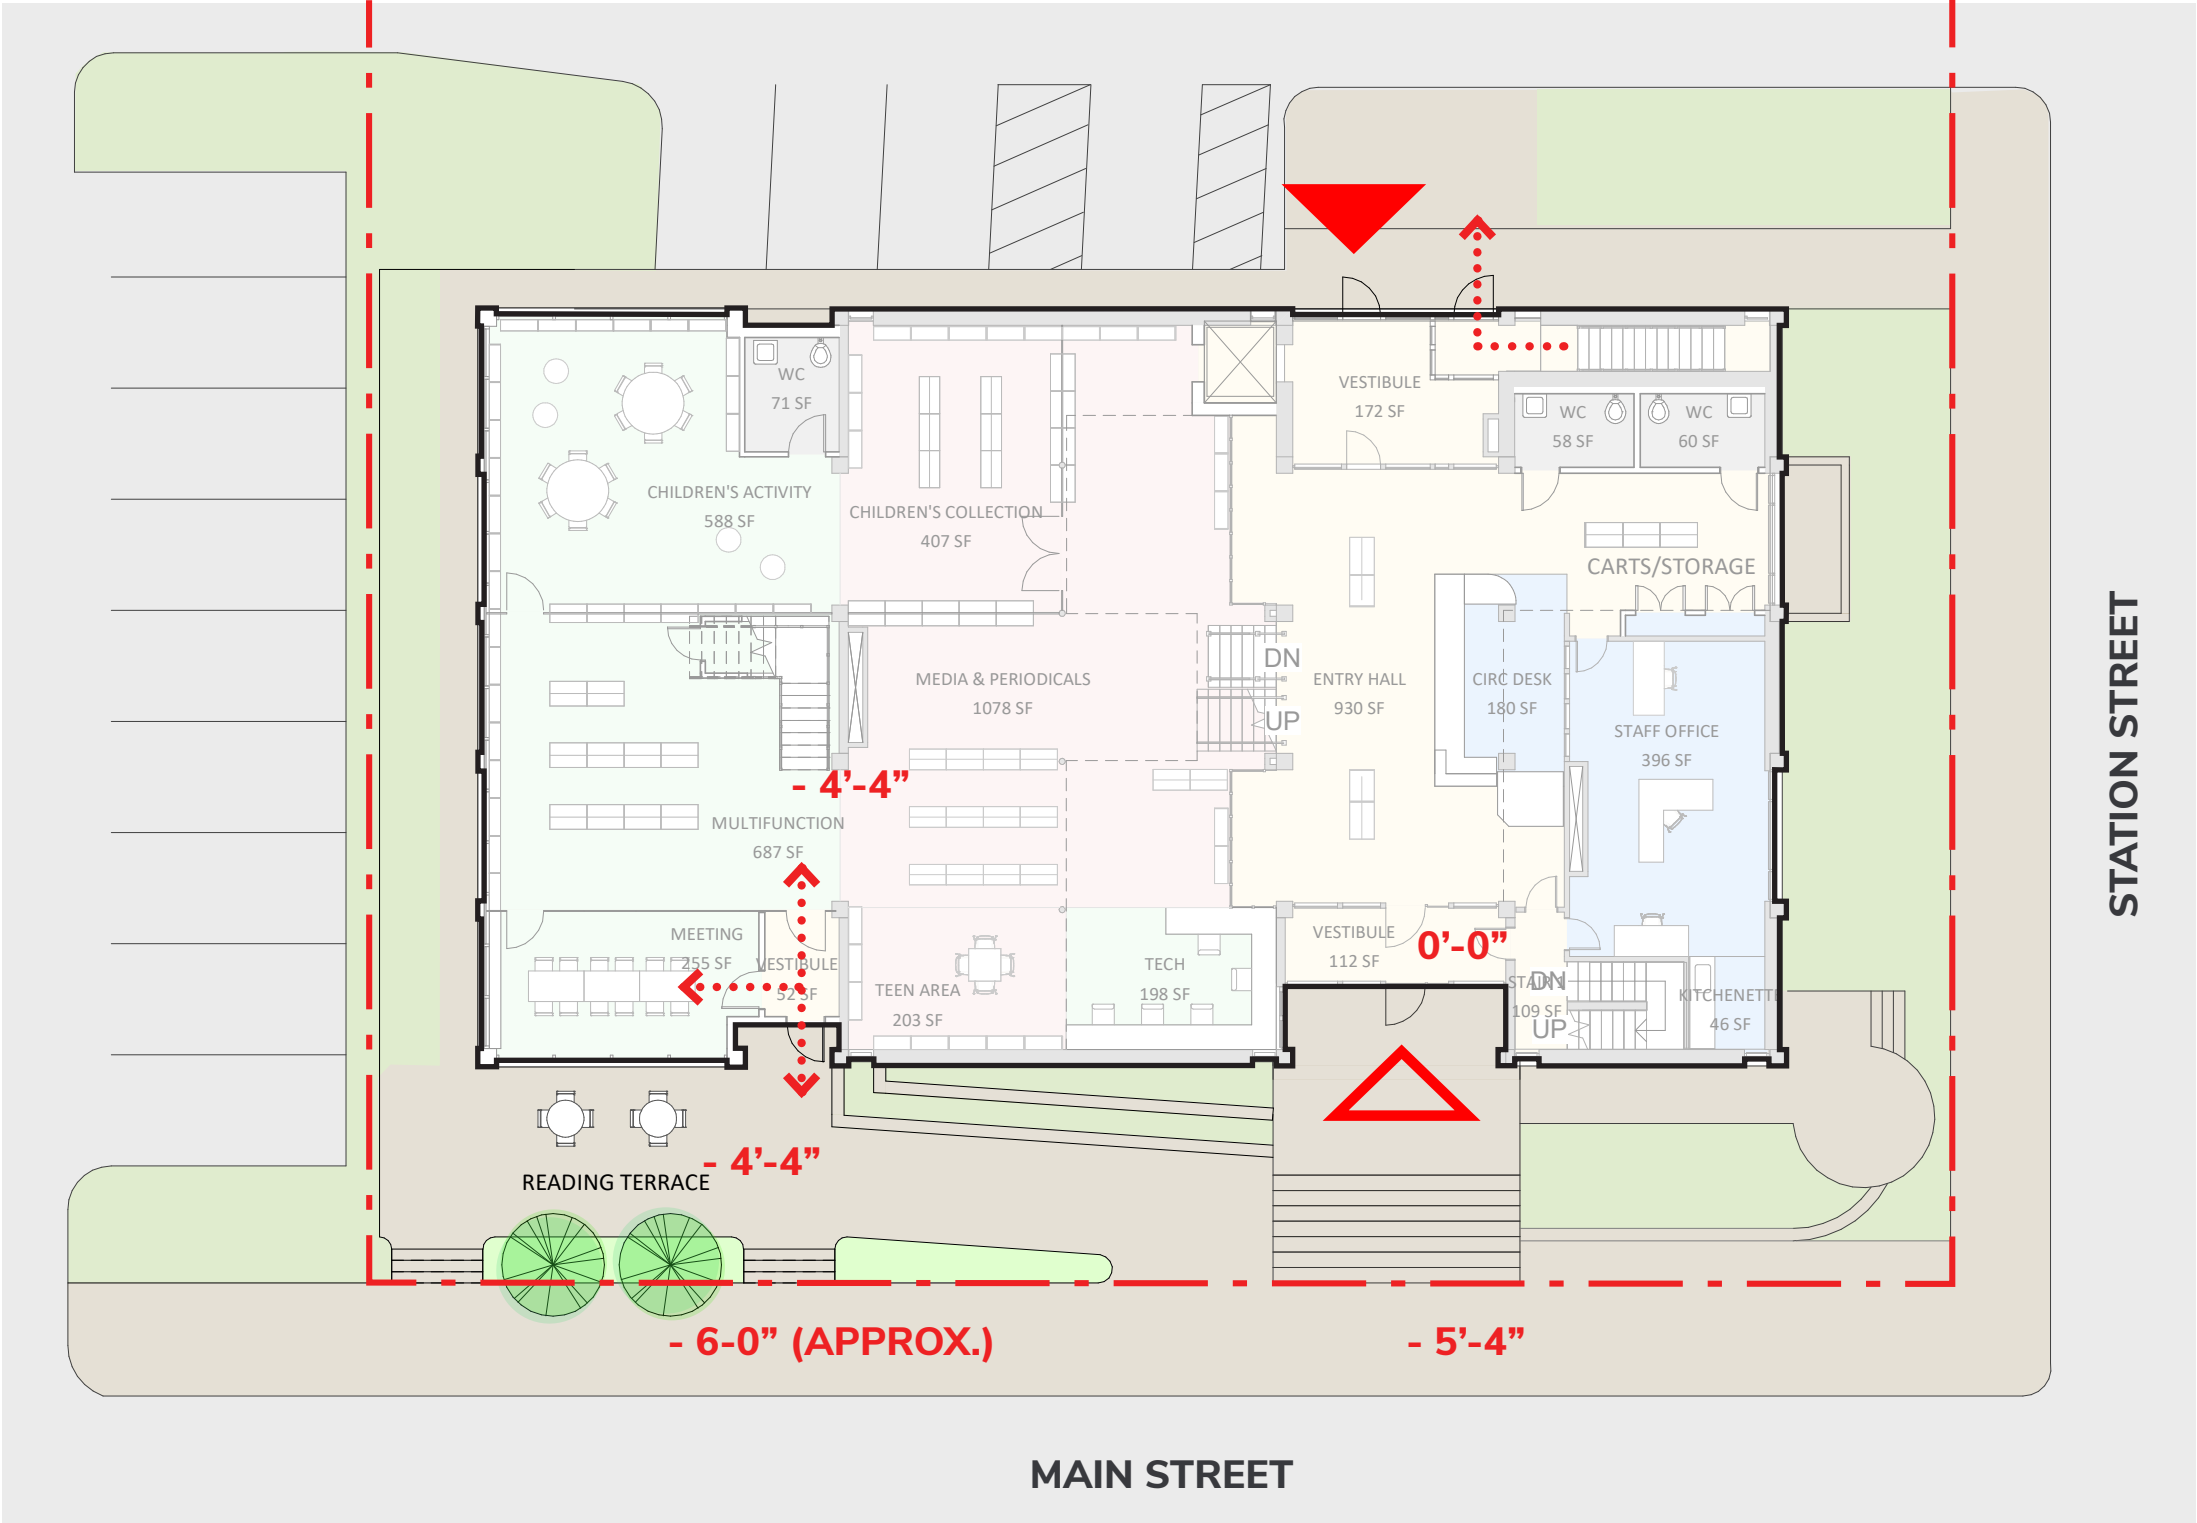 WC
71 SF
VESTIBULE
172 SF
WC
58 SF
WC
60 SF
CHILDREN'S ACTIVITY
588 SF
CHILDREN'S COLLECTION
407 SF
CARTS/STORAGE
MEDIA & PERIODICALS
1078 SF
DN
UP
ENTRY HALL
930 SF
CIRC DESK
180 SF
STAFF OFFICE
396 SF
- 4’-4”
MULTIFUNCTION
687 SF
MEETING
255 SF
VESTIBULE
52 SF
TEEN AREA
203 SF
TECH
198 SF
VESTIBULE
112 SF
0’-0”
STAIR 1
109 SF
DN
UP
KITCHENETTE
46 SF
- 4’-4”
READING TERRACE
- 6-0” (APPROX.)
- 5’-4”
MAIN STREET
STATION STREET